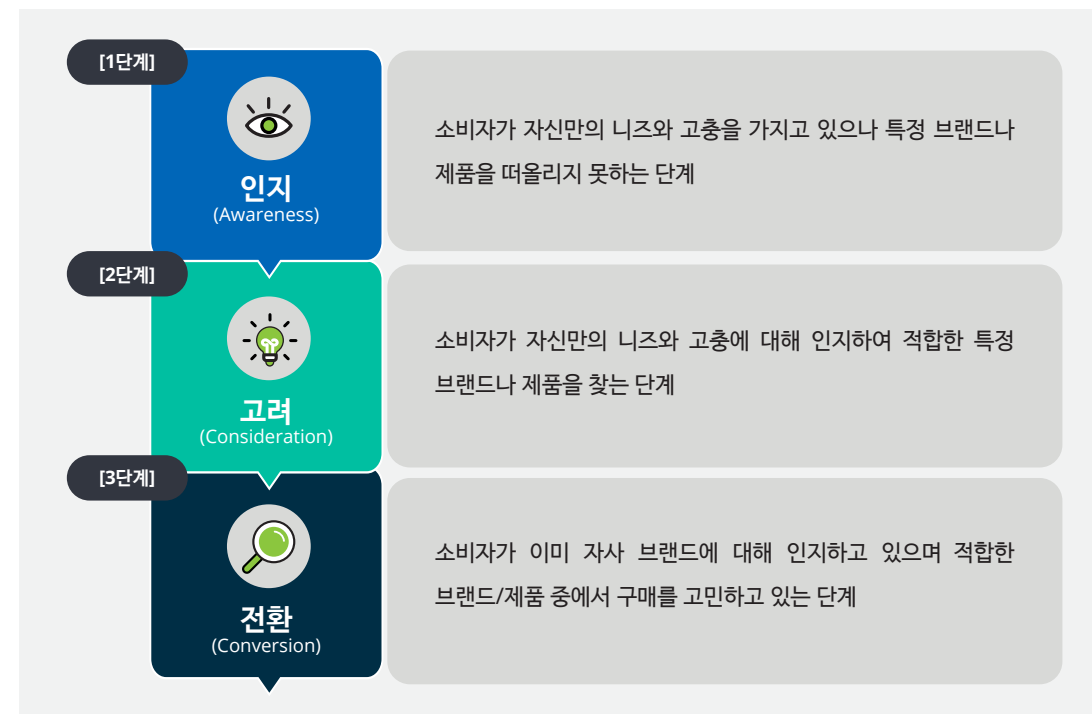 [1단계]
인지
(Awareness)
소비자가 자신만의 니즈와 고충을 가지고 있으나 특정 브랜드나
제품을 떠올리지 못하는 단계
[2단계]
고려
(Consideration)
소비자가 자신만의 니즈와 고충에 대해 인지하여 적합한 특정
브랜드나 제품을 찾는 단계
[3단계]
전환
(Conversion)
소비자가 이미 자사 브랜드에 대해 인지하고 있으며 적합한
브랜드/제품 중에서 구매를 고민하고 있는 단계